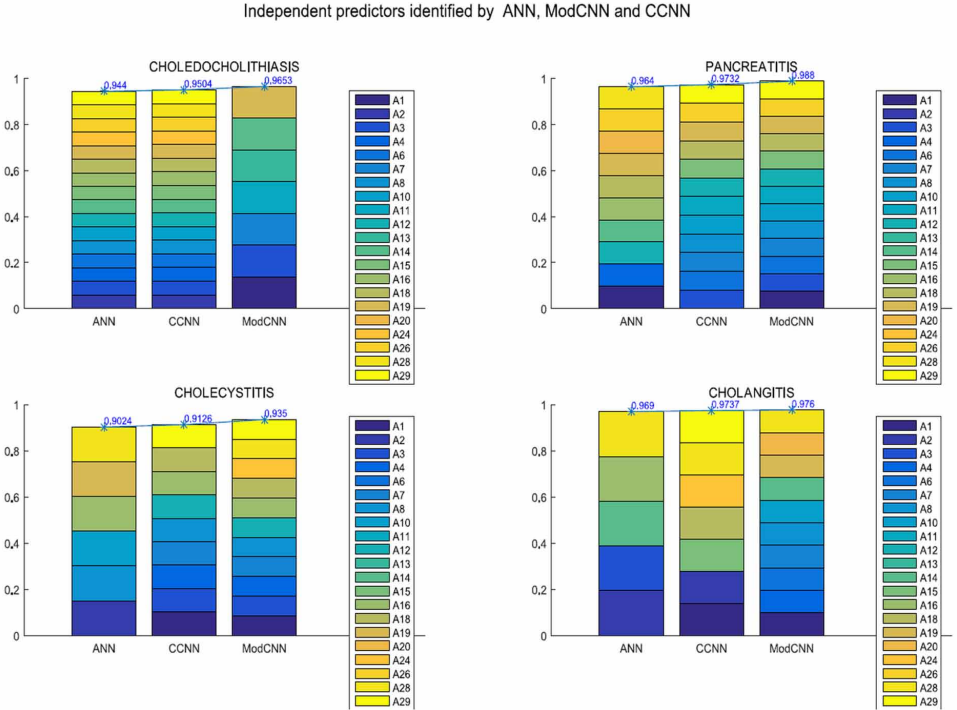 Independent predictors identified by ANN, ModCNN and CCNN
CHOLEDOCHOLITHIASIS
0.944
0.9504
0.9653
1
0.8
0.6
0.4
0.2
0
ANN
CCNN
ModCNN
A1
A2
A3
A4
A6
A7
A8
A10
A11
A12
A13
A14
A15
A16
A18
A19
A20
A24
A26
A28
A29
PANCREATITIS
0.964
0.9732
0.988
1
0.8
0.6
0.4
0.2
0
ANN
CCNN
ModCNN
A1
A2
A3
A4
A6
A7
A8
A10
A11
A12
A13
A14
A15
A16
A18
A19
A20
A24
A26
A28
A29
CHOLECYSTITIS
0.9024
0.9126
0.935
1
0.8
0.6
0.4
0.2
0
ANN
CCNN
ModCNN
A1
A2
A3
A4
A6
A7
A8
A10
A11
A12
A13
A14
A15
A16
A18
A19
A20
A24
A26
A28
A29
CHOLANGITIS
0.969
0.9737
0.976
1
0.8
0.6
0.4
0.2
0
ANN
CCNN
ModCNN
A1
A2
A3
A4
A6
A7
A8
A10
A11
A12
A13
A14
A15
A16
A18
A19
A20
A24
A26
A28
A29